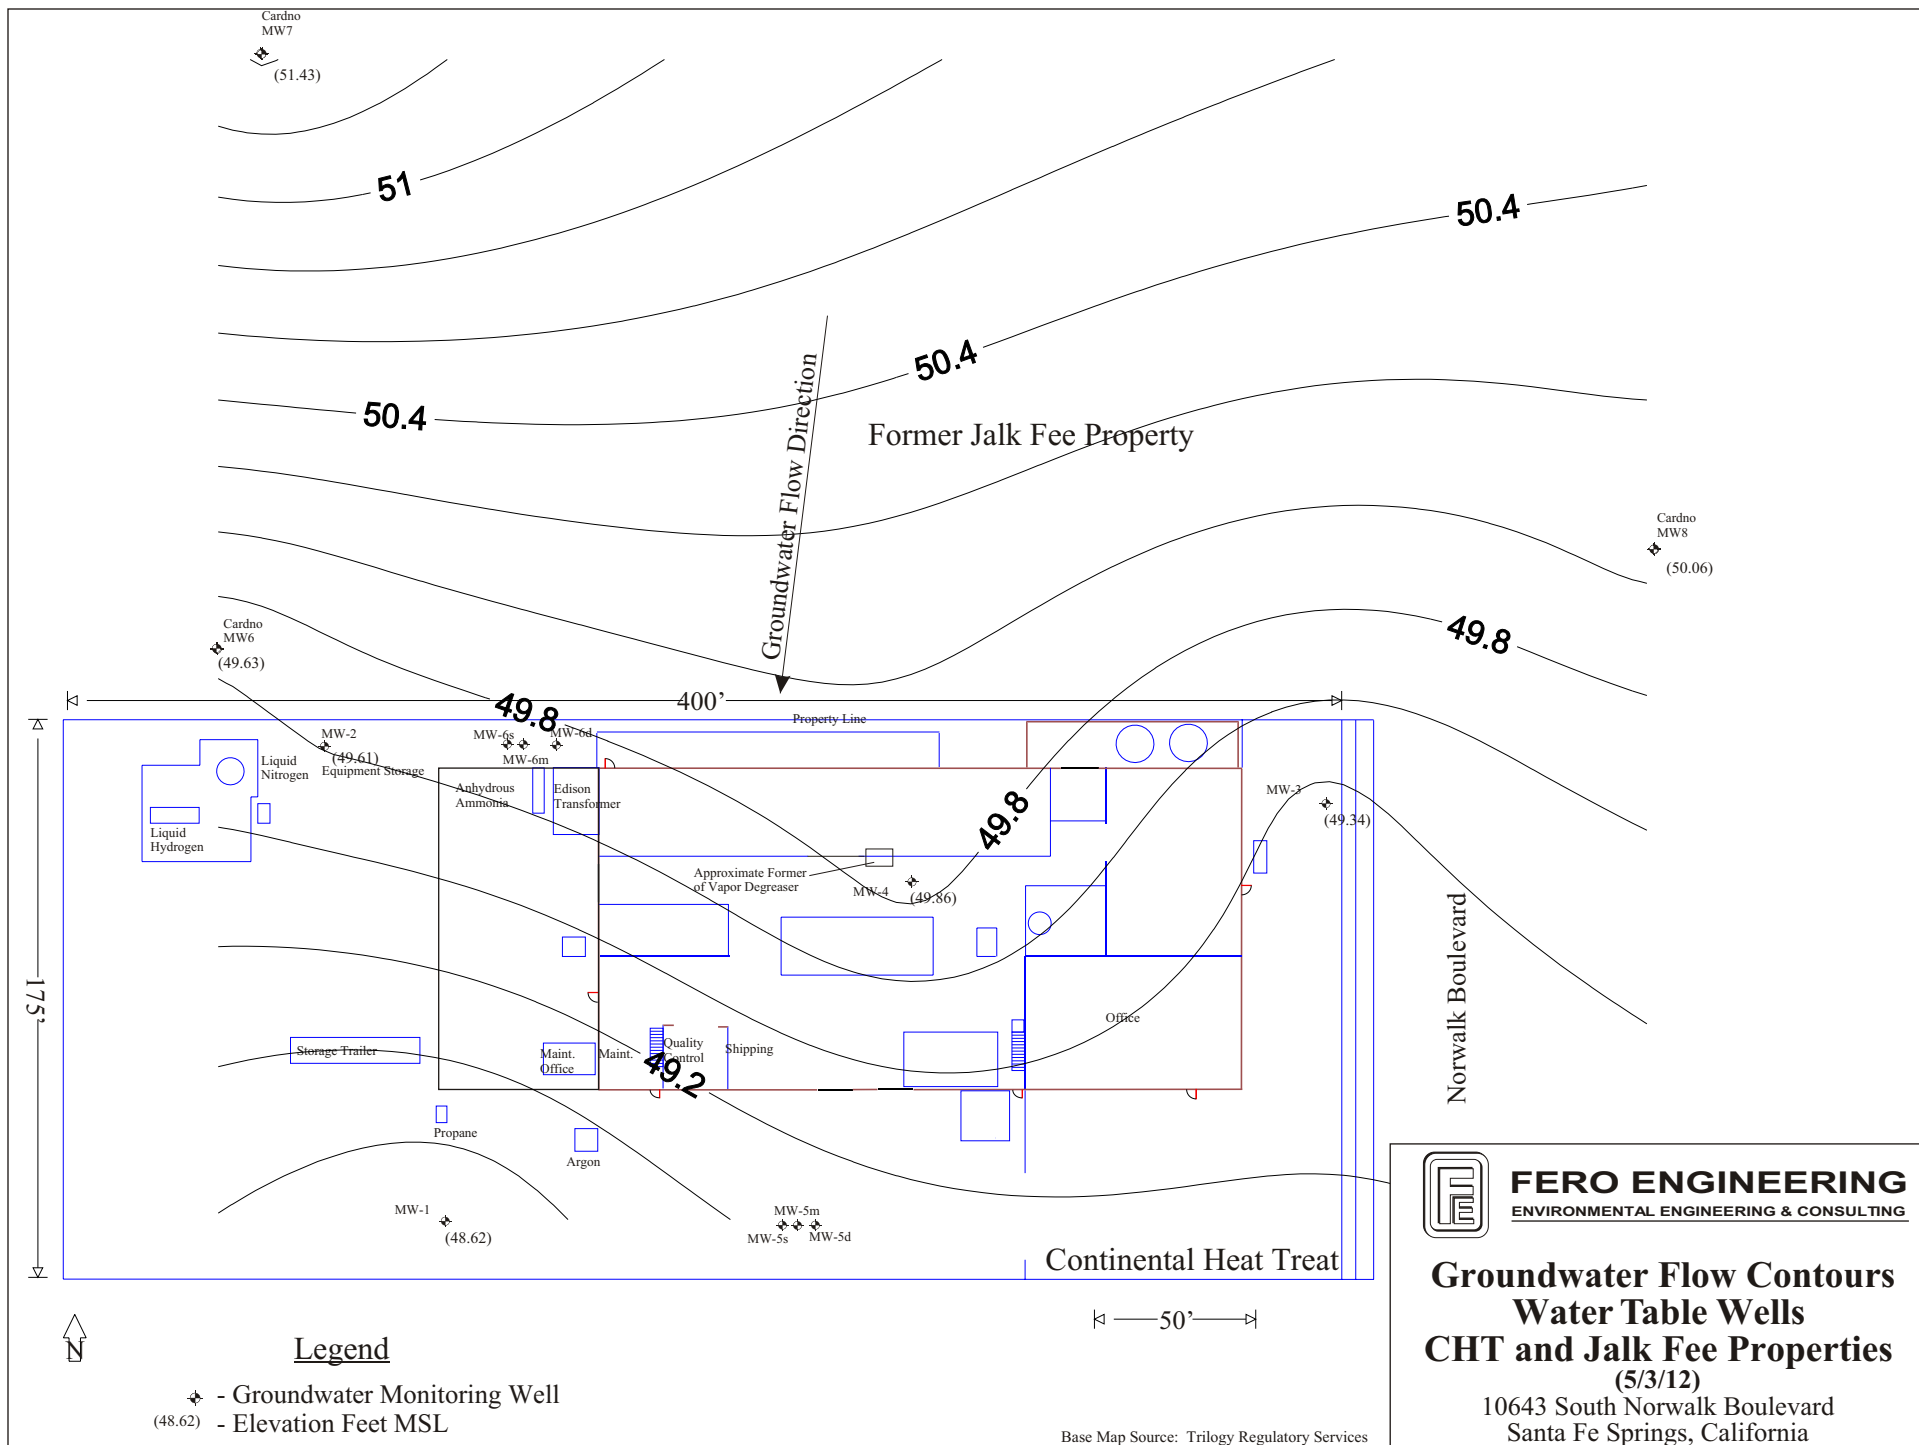 Cardno
MW7
(51.43)
51
50.4
50.4
50.4
Groundwater Flow Direction
Former Jalk Fee Property
Cardno
MW8
(50.06)
Cardno
MW6
(49.63)
49.8
400’
49.8
Property Line
MW-2
(49.61)
Equipment Storage
MW-6s
MW-6d
MW-6m
Liquid
Nitrogen
Liquid
Hydrogen
Anhydrous
Ammonia
Edison
Transformer
49.8
MW-3
(49.34)
Approximate Former
of Vapor Degreaser
MW-4
(49.86)
Norwalk Boulevard
175’
Storage Trailer
Maint.
Office
Maint.
Quality
Control
Shipping
Office
49.2
Propane
Argon
MW-1
(48.62)
MW-5m
MW-5s
MW-5d
Continental Heat Treat
50’
N
Legend
- Groundwater Monitoring Well
(48.62) - Elevation Feet MSL
Base Map Source: Trilogy Regulatory Services
FE
FERO ENGINEERING
ENVIRONMENTAL ENGINEERING & CONSULTING
Groundwater Flow Contours
Water Table Wells
CHT and Jalk Fee Properties
(5/3/12)
10643 South Norwalk Boulevard
Santa Fe Springs, California